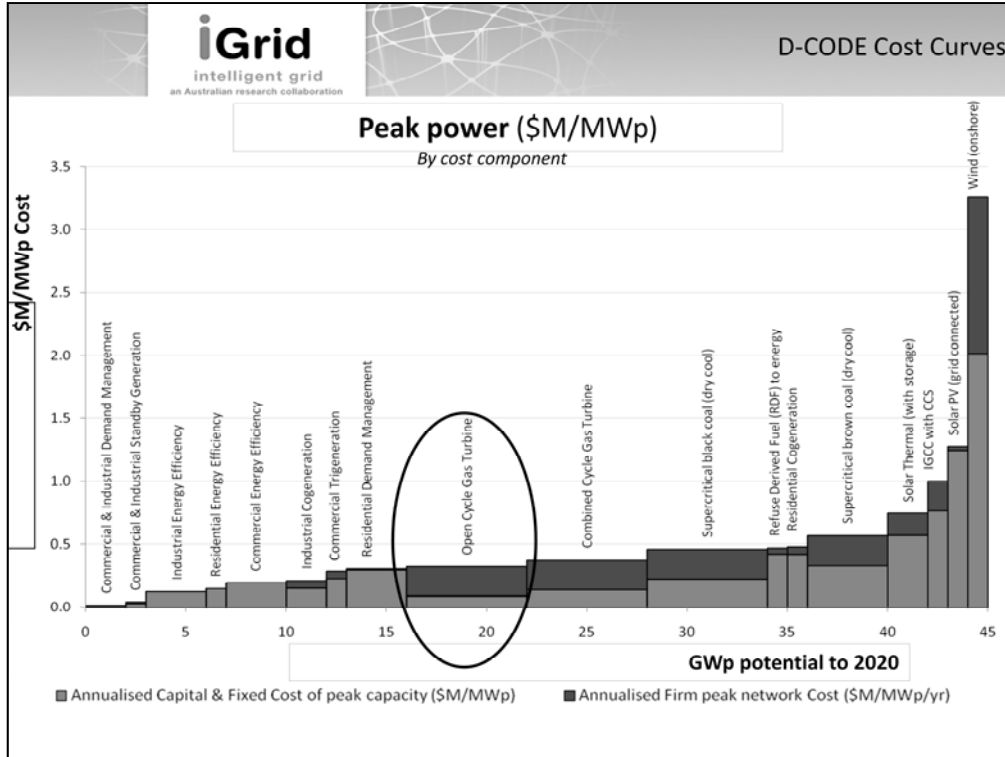 iGrid
intelligent grid
an Australian research collaboration
D-CODE Cost Curves
Peak power ($M/MWp)
By cost component
$M/MWp Cost
3.5
3.0
2.5
2.0
1.5
1.0
0.5
0.0
Commercial & Industrial Demand Management
Commercial & Industrial Standby Generation
Industrial Energy Efficiency
Residential Energy Efficiency
Commercial Energy Efficiency
Industrial Cogeneration
Commercial Trigeneration
Residential Demand Management
Open Cycle Gas Turbine
Combined Cycle Gas Turbine
Supercritical black coal (dry cool)
Refuse Derived Fuel (RDF) to energy
Residential Cogeneration
Supercritical brown coal (dry cool)
Solar Thermal (with storage)
IGCC with CCS
Solar PV (grid connected)
Wind (onshore)
0 5 10 15 20 25 30 35 40 45
GWp potential to 2020
Annualised Capital & Fixed Cost of peak capacity ($M/MWp)
Annualised Firm peak network Cost ($M/MWp/yr)